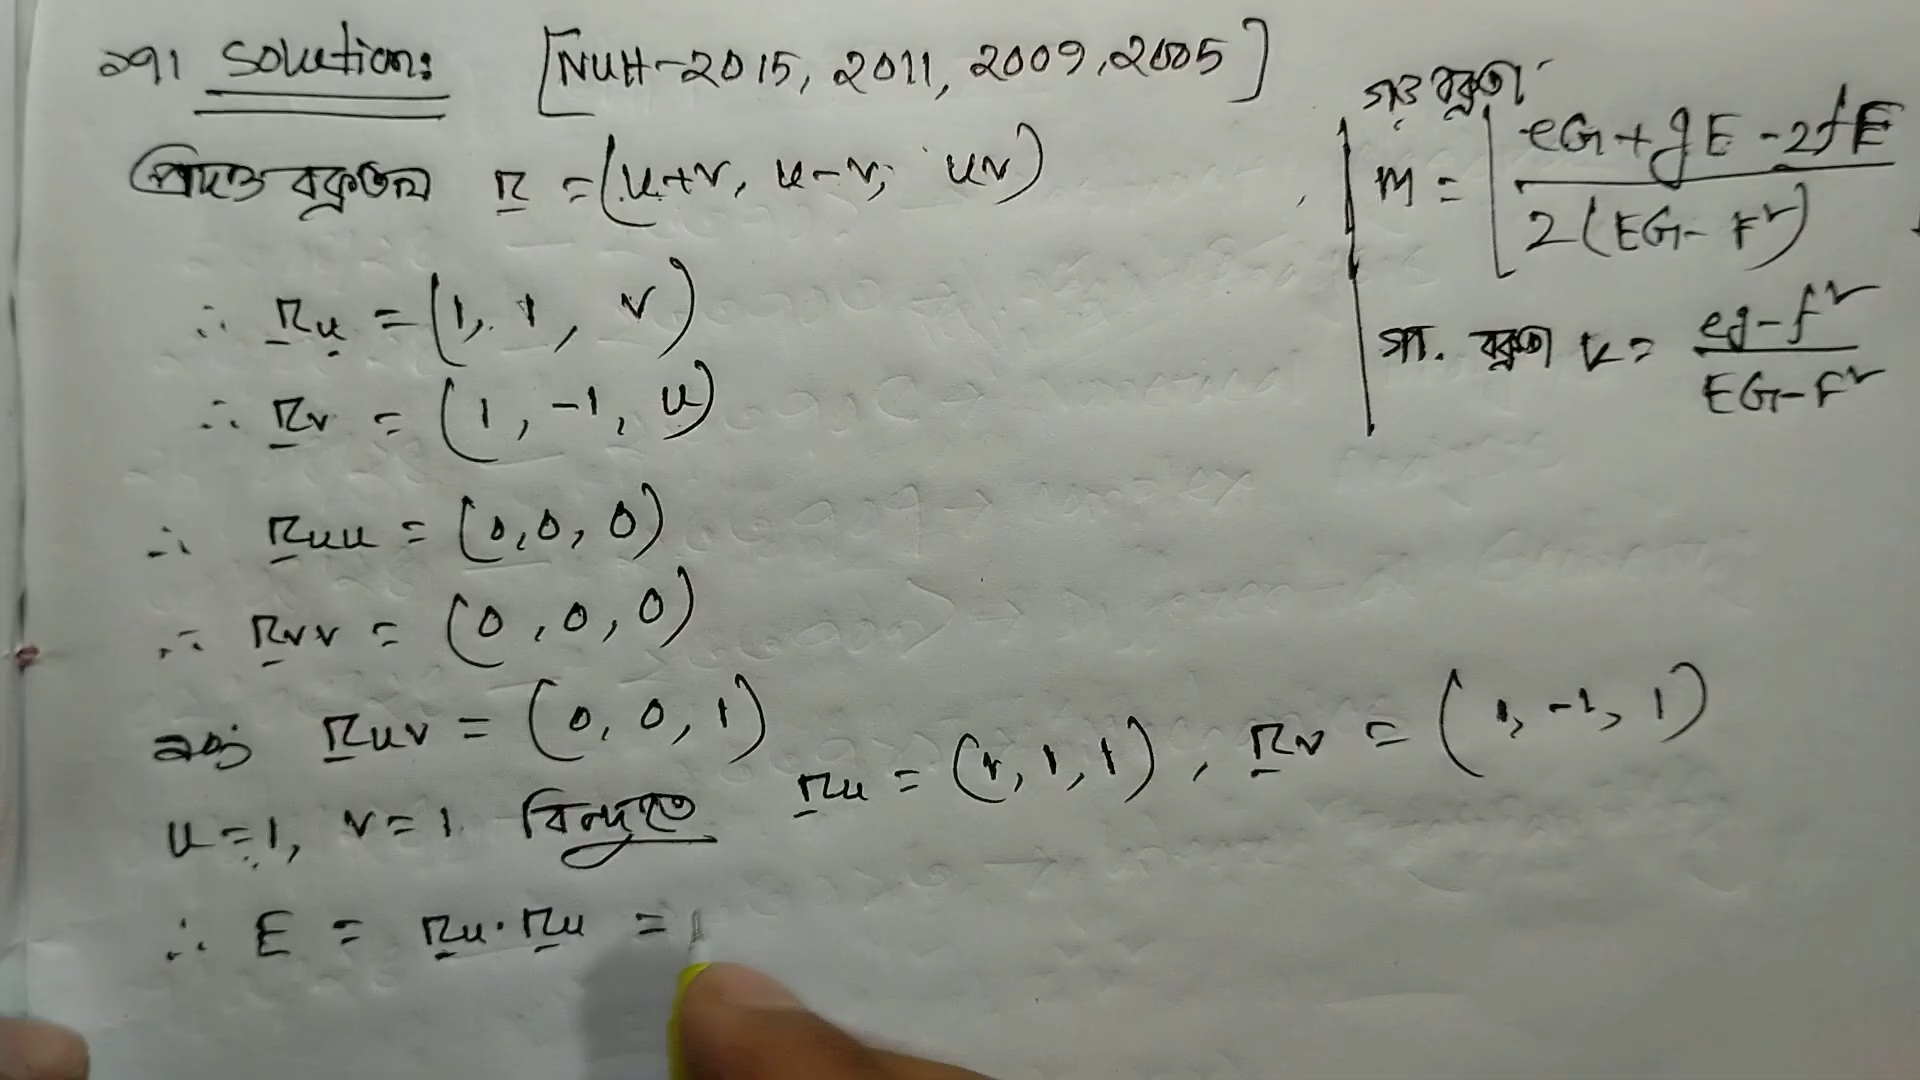 ২৭। Solution: [NUH-2015, 2011, 2009, 2005]
প্রদত্ত বক্রতল r = (u+v, u-v, uv)
∴ ru = (1, 1, v)
∴ rv = (1, -1, u)
∴ ruu = (0,0,0)
∴ rvv = (0,0,0)
এবং ruv = (0,0,1)
u=1, v=1 বিন্দুতে ru = (1,1,1), rv = (1,-1,1)
∴ E = ru·ru =
গড় বক্রতা
M = eG+gE-2fF / 2(EG-F²)
গা. বক্রতা K = eg-f² / EG-F²